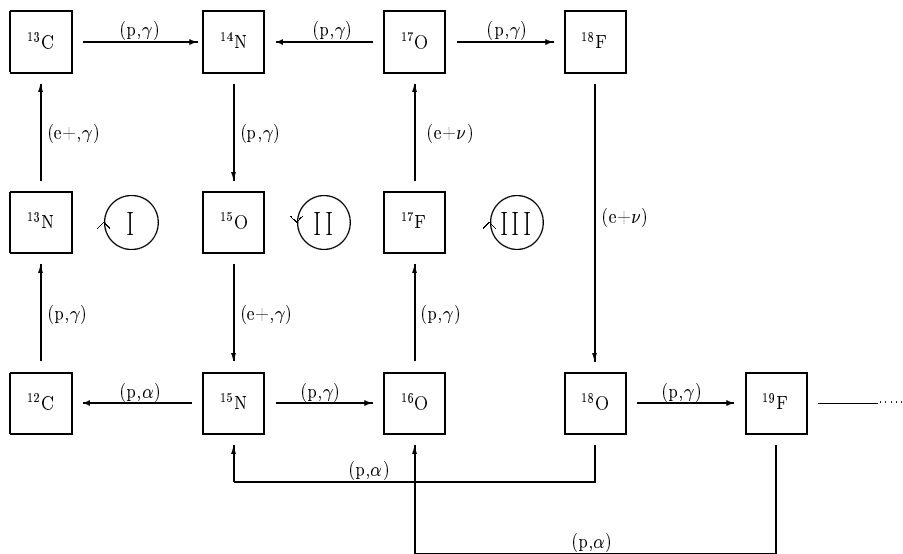 ¹³C (p,γ) ¹⁴N (p,γ) ¹⁷O (p,γ) ¹⁸F
(e+,γ) (p,γ) (e+ν)
¹³N I ¹⁵O II ¹⁷F III (e+ν)
(p,γ) (e+,γ) (p,γ)
¹²C (p,α) ¹⁵N (p,γ) ¹⁶O ¹⁸O (p,γ) ¹⁹F
(p,α)
(p,α)